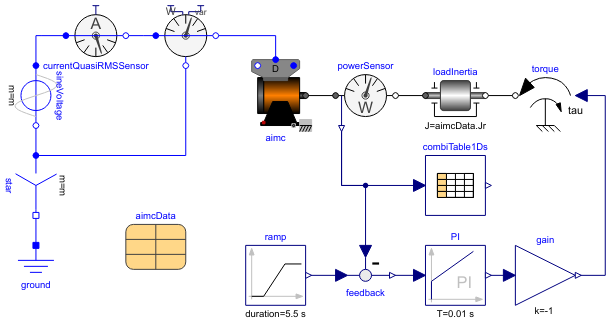 W
var
A
currentQuasiRMSSensor
sineVoltage
m=m
star
m=m
ground
aimcData
D
aimc
powerSensor
W
loadInertia
J=aimcData.Jr
torque
tau
combiTable1Ds
ramp
duration=5.5 s
feedback
PI
PI
T=0.01 s
gain
k=-1